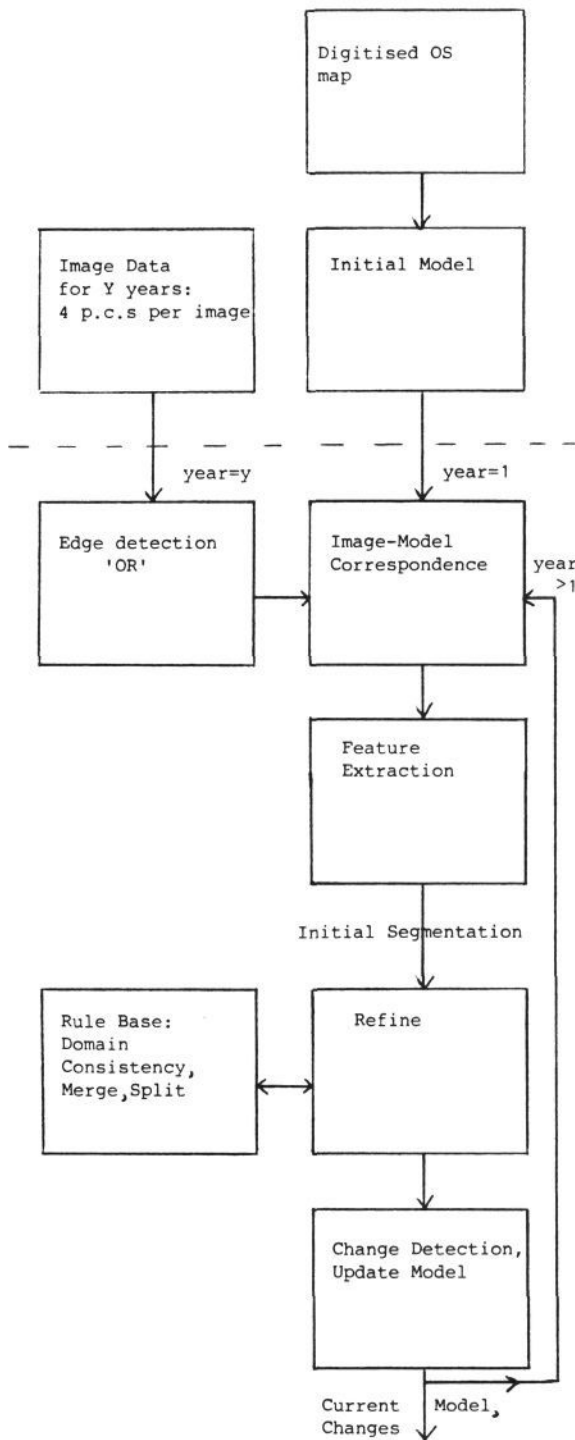 Digitised OS
map
Image Data
for Y years:
4 p.c.s per image
Initial Model
year=y
year=1
Edge detection
'OR'
Image-Model
Correspondence
year
>1
Feature
Extraction
Initial Segmentation
Rule Base:
Domain
Consistency,
Merge,Split
Refine
Change Detection,
Update Model
Current Model,
Changes